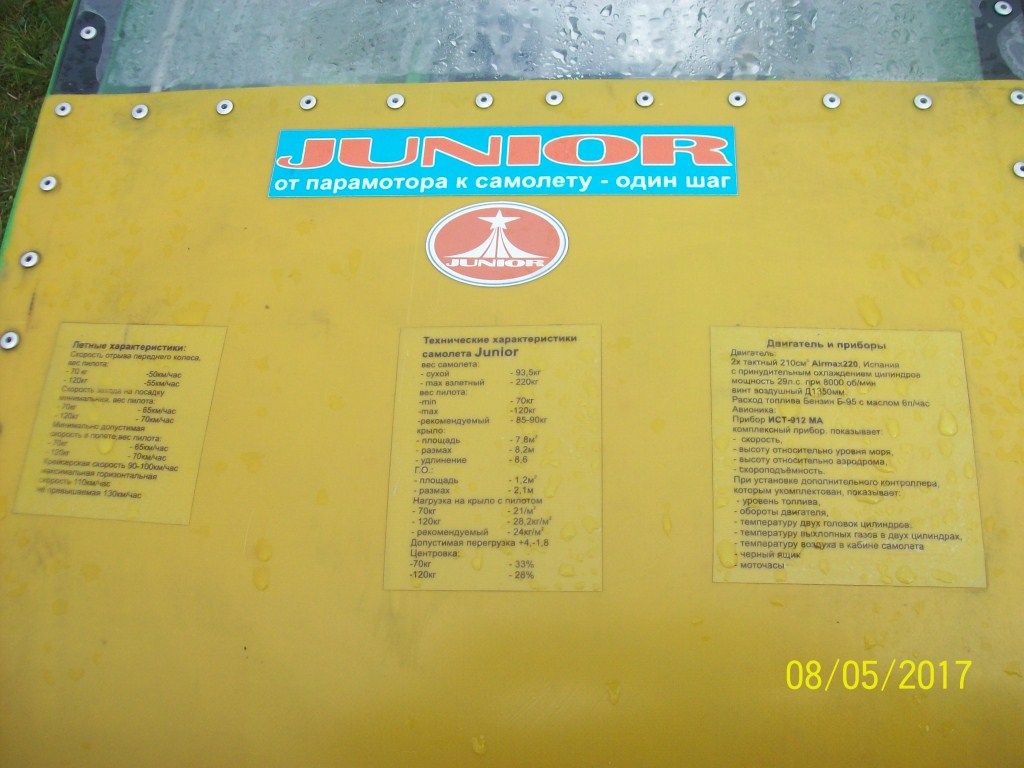 JUNIOR
от парамотора к самолету - один шаг
JUNIOR
Летные характеристики:
Скорость отрыва переднего колеса,
вес пилота:
- 70 кг -50км/час
- 120кг -55км/час
Скорость захода на посадку
минимальная, вес пилота:
- 70кг - 65км/час
- 120кг - 70км/час
Минимально допустимая
скорость в полете, вес пилота:
- 70кг - 65км/час
- 120кг - 70км/час
Крейсерская скорость 90-100км/час
максимальная горизонтальная
скорость 110км/час
не превышаемая 130км/час
Технические характеристики
самолета Junior
вес самолета:
- сухой - 93,5кг
- max взлетный - 220кг
вес пилота:
-min - 70кг
-max -120кг
-рекомендуемый - 85-90кг
крыло:
- площадь - 7,8м²
- размах - 8,2м
- удлинение - 8,6
Г.О.:
- площадь - 1,2м²
- размах - 2,1м
Нагрузка на крыло с пилотом
- 70кг - 21/м²
- 120кг - 28,2кг/м²
- рекомендуемый - 24кг/м²
Допустимая перегрузка +4,-1,8
Центровка:
-70кг - 33%
-120кг - 28%
Двигатель и приборы
Двигатель:
2х тактный 210см³ Airmax220, Испания
с принудительным охлаждением цилиндров
мощность 29л.с. при 8000 об/мин
винт воздушный Д1350мм.
Расход топлива Бензин Б-95 с маслом 6л/час
Авионика:
Прибор ИСТ-912 МА
комплексный прибор. показывает:
- скорость,
- высоту относительно уровня моря,
- высоту относительно аэродрома,
- скороподъёмность.
При установке дополнительного контроллера,
которым укомплектован, показывает:
- уровень топлива,
- обороты двигателя,
- температуру двух головок цилиндров.
- температуру выхлопных газов в двух цилиндрах,
- температуру воздуха в кабине самолета
- черный ящик
- моточасы
08/05/2017